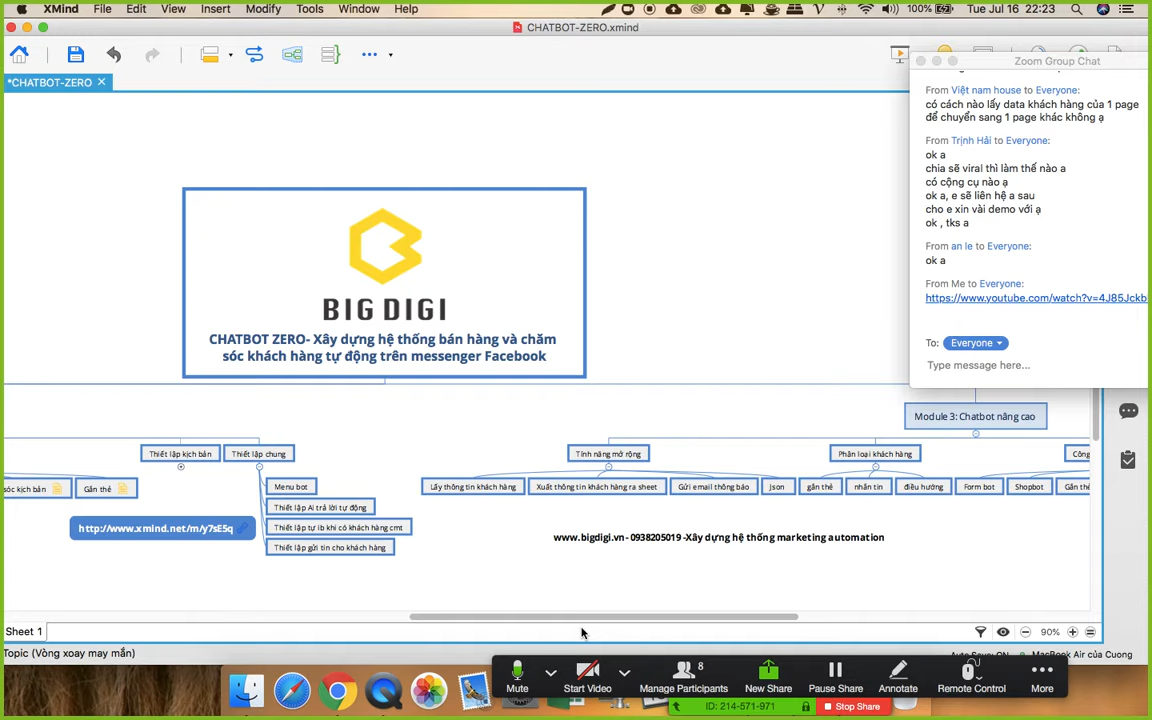 XMind File Edit View Insert Modify Tools Window Help
100% Tue Jul 16 22:23
CHATBOT-ZERO.xmind
*CHATBOT-ZERO
Zoom Group Chat
From Việt nam house to Everyone:
có cách nào lấy data khách hàng của 1 page
để chuyển sang 1 page khác không ạ
From Trịnh Hải to Everyone:
ok a
chia sẽ viral thì làm thế nào a
có cộng cụ nào ạ
ok a, e sẽ liên hệ a sau
cho e xin vài demo với ạ
ok , tks a
From an le to Everyone:
ok a
From Me to Everyone:
https://www.youtube.com/watch?v=4J85Jckb
To: Everyone
Type message here...
BIG DIGI
CHATBOT ZERO- Xây dựng hệ thống bán hàng và chăm
sóc khách hàng tự động trên messenger Facebook
Module 3: Chatbot nâng cao
Thiết lập kịch bản
Thiết lập chung
Tính năng mở rộng
Phân loại khách hàng
Công
sóc kịch bản
Gắn thẻ
Menu bot
Thiết lập AI trả lời tự động
Thiết lập tự ib khi có khách hàng cmt
Thiết lập gửi tin cho khách hàng
Lấy thông tin khách hàng
Xuất thông tin khách hàng ra sheet
Gửi email thông báo
Json
gắn thẻ
nhắn tin
điều hướng
Form bot
Shopbot
Gắn thẻ
http://www.xmind.net/m/y7sE5q
www.bigdigi.vn- 0938205019 -Xây dựng hệ thống marketing automation
Sheet 1
90%
Topic (Vòng xoay may mắn)
Auto Save: ON
MacBook Air của Cuong
8
Mute
Start Video
Manage Participants
New Share
Pause Share
Annotate
Remote Control
More
ID: 214-571-971
Stop Share